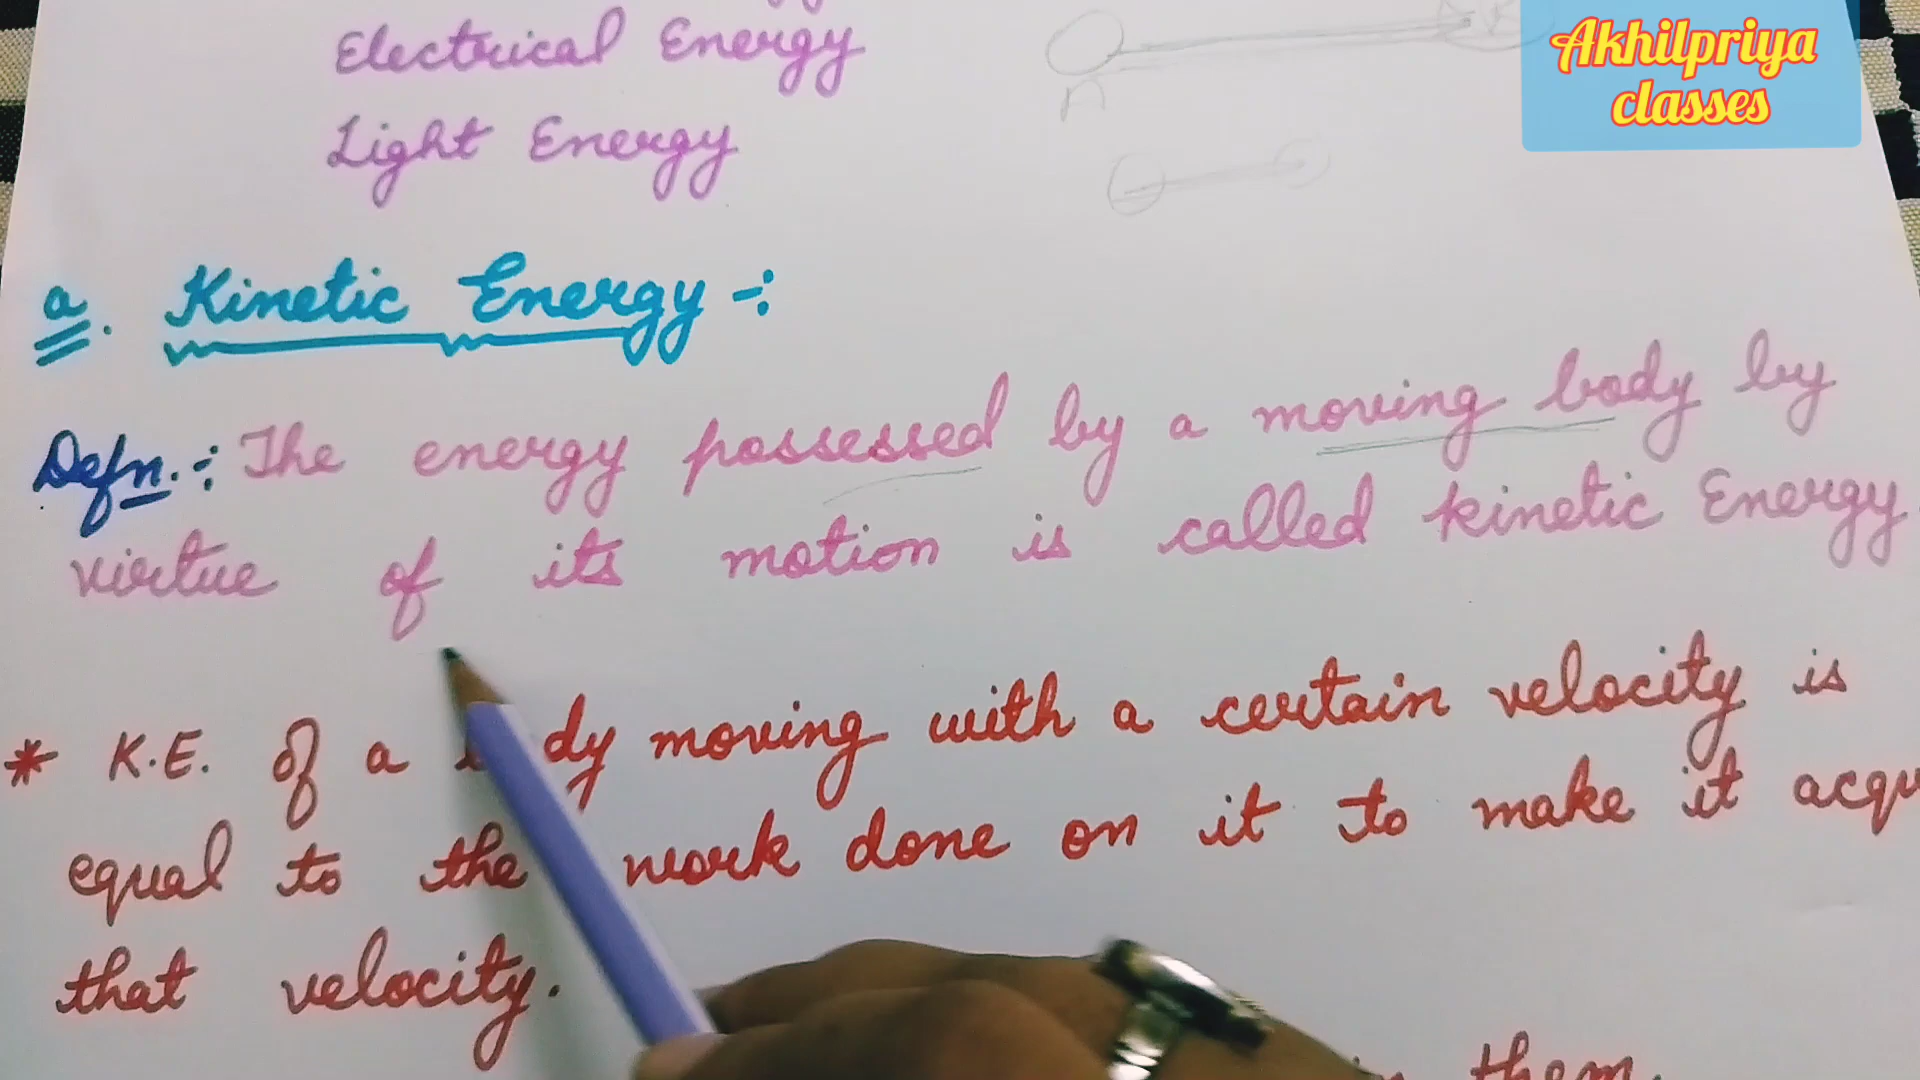 Electrical Energy
Light Energy
Akhilpriya
classes
a. Kinetic Energy -:
Defn. -: The energy possessed by a moving body by
virtue of its motion is called kinetic Energy
* K.E. of a dy moving with a certain velocity is
equal to the work done on it to make it acqu
that velocity.
them.